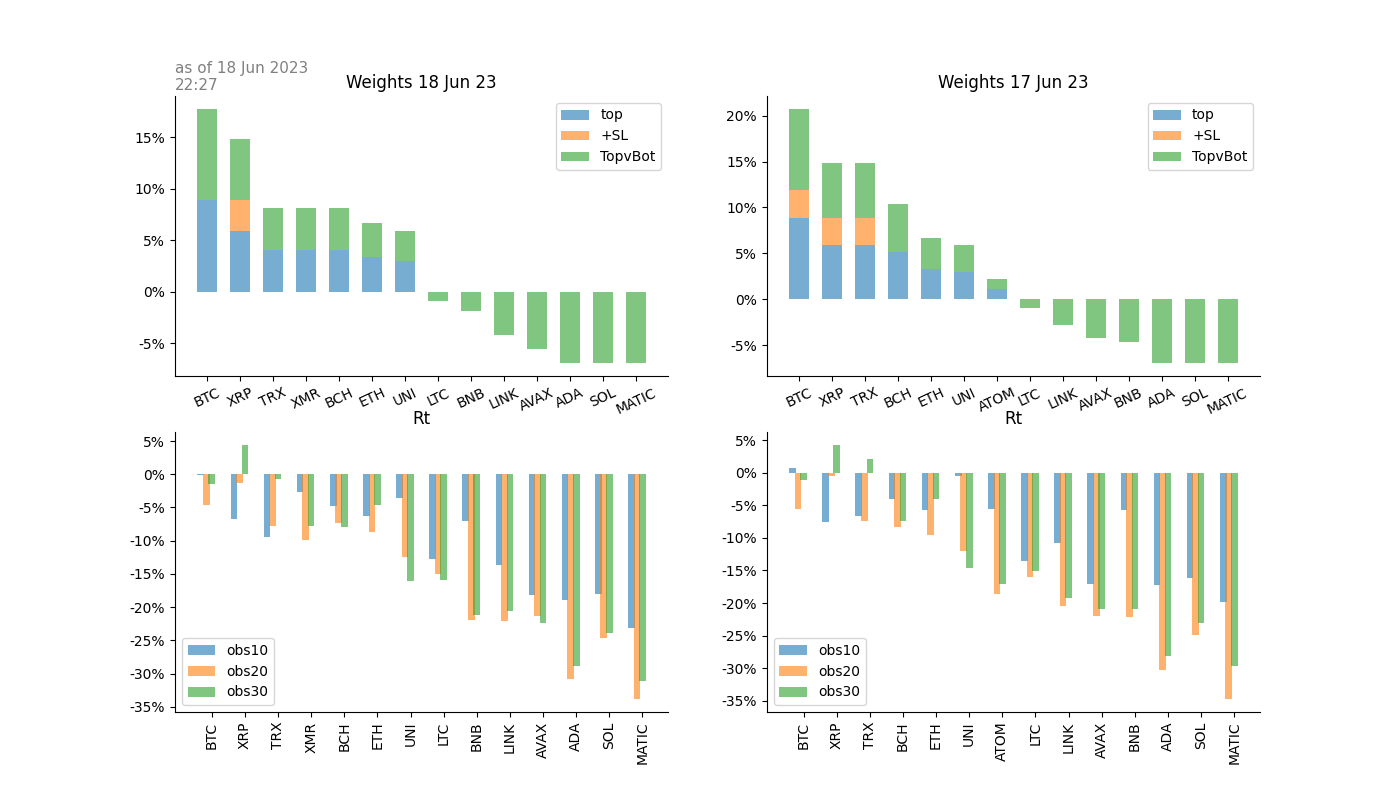 as of 18 Jun 2023
22:27
Weights 18 Jun 23
15%
10%
5%
0%
-5%
top
+SL
TopvBot
BTC XRP TRX XMR BCH ETH UNI LTC BNB LINK AVAX ADA SOL MATIC
Weights 17 Jun 23
20%
15%
10%
5%
0%
-5%
top
+SL
TopvBot
BTC XRP TRX BCH ETH UNI ATOM LTC LINK AVAX BNB ADA SOL MATIC
Rt
5%
0%
-5%
-10%
-15%
-20%
-25%
-30%
-35%
obs10
obs20
obs30
BTC XRP TRX XMR BCH ETH UNI LTC BNB LINK AVAX ADA SOL MATIC
Rt
5%
0%
-5%
-10%
-15%
-20%
-25%
-30%
-35%
obs10
obs20
obs30
BTC XRP TRX BCH ETH UNI ATOM LTC LINK AVAX BNB ADA SOL MATIC